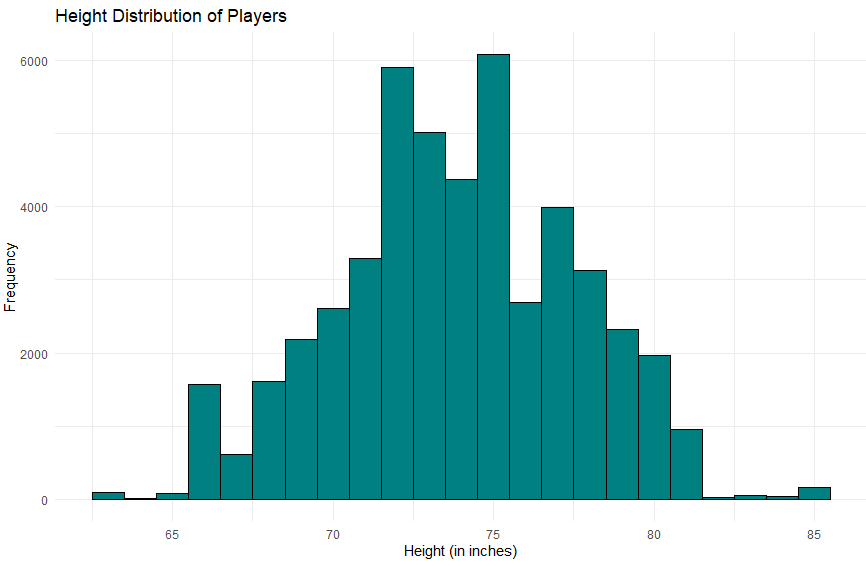 Height Distribution of Players
6000
4000
2000
0
Frequency
65 70 75 80 85
Height (in inches)